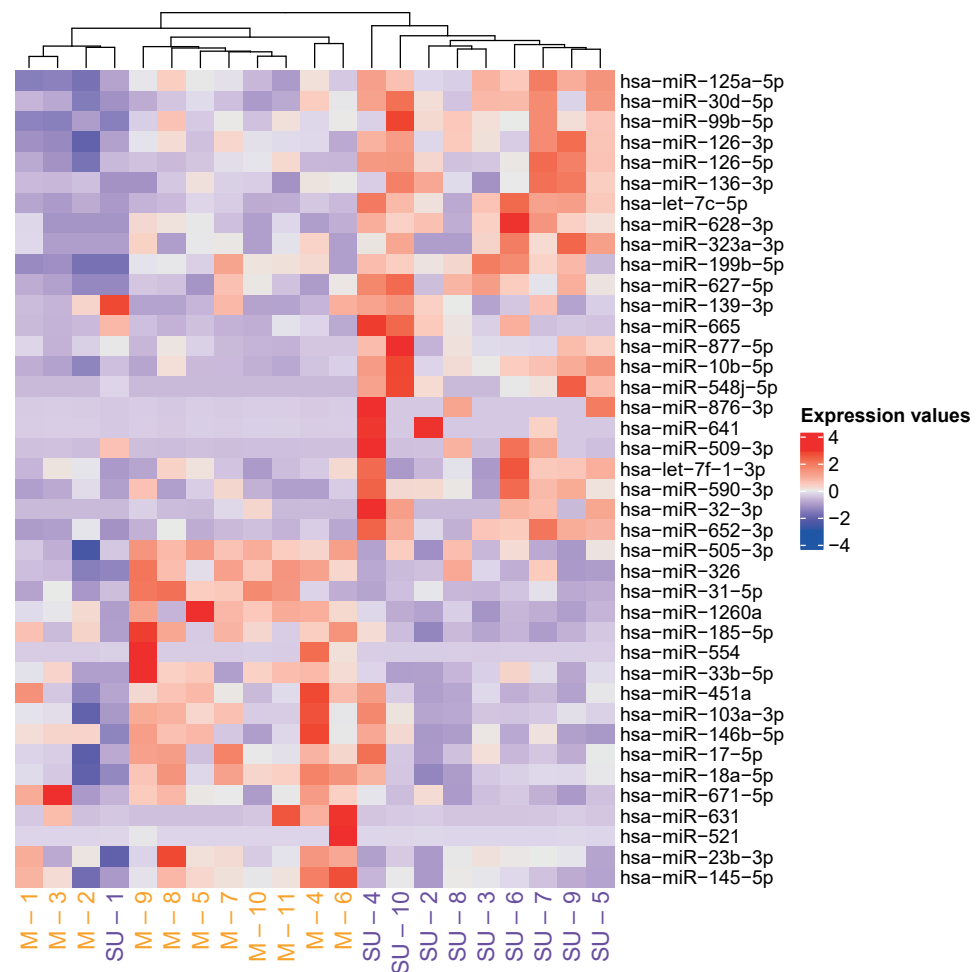 hsa−miR−125a−5p
hsa−miR−30d−5p
hsa−miR−99b−5p
hsa−miR−126−3p
hsa−miR−126−5p
hsa−miR−136−3p
hsa−let−7c−5p
hsa−miR−628−3p
hsa−miR−323a−3p
hsa−miR−199b−5p
hsa−miR−627−5p
hsa−miR−139−3p
hsa−miR−665
hsa−miR−877−5p
hsa−miR−10b−5p
hsa−miR−548j−5p
hsa−miR−876−3p
hsa−miR−641
hsa−miR−509−3p
hsa−let−7f−1−3p
hsa−miR−590−3p
hsa−miR−32−3p
hsa−miR−652−3p
hsa−miR−505−3p
hsa−miR−326
hsa−miR−31−5p
hsa−miR−1260a
hsa−miR−185−5p
hsa−miR−554
hsa−miR−33b−5p
hsa−miR−451a
hsa−miR−103a−3p
hsa−miR−146b−5p
hsa−miR−17−5p
hsa−miR−18a−5p
hsa−miR−671−5p
hsa−miR−631
hsa−miR−521
hsa−miR−23b−3p
hsa−miR−145−5p
M − 1
M − 3
M − 2
SU − 1
M − 9
M − 8
M − 5
M − 7
M − 10
M − 11
M − 4
M − 6
SU − 4
SU − 10
SU − 2
SU − 8
SU − 3
SU − 6
SU − 7
SU − 9
SU − 5
Expression values
4
2
0
−2
−4